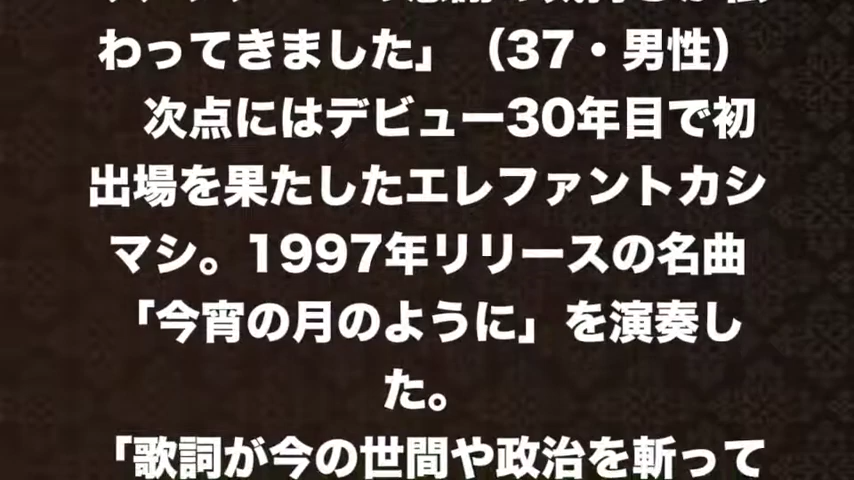 わってきました」（37・男性）
次点にはデビュー30年目で初
出場を果たしたエレファントカシ
マシ。1997年リリースの名曲
「今宵の月のように」を演奏し
た。
「歌詞が今の世間や政治を斬って